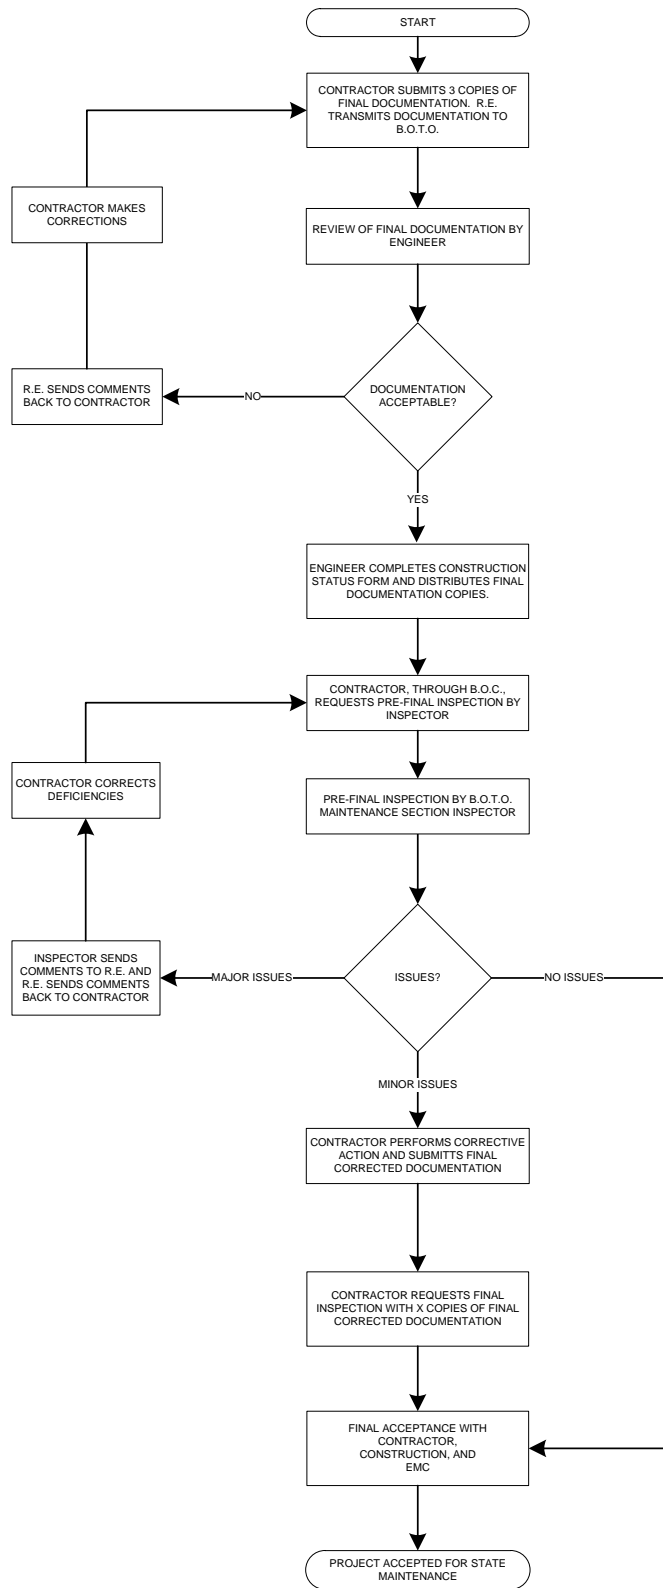 START
CONTRACTOR SUBMITS 3 COPIES OF
FINAL DOCUMENTATION. R.E.
TRANSMITS DOCUMENTATION TO
B.O.T.O.
CONTRACTOR MAKES
CORRECTIONS
REVIEW OF FINAL DOCUMENTATION BY
ENGINEER
R.E. SENDS COMMENTS
BACK TO CONTRACTOR
NO
DOCUMENTATION
ACCEPTABLE?
YES
ENGINEER COMPLETES CONSTRUCTION
STATUS FORM AND DISTRIBUTES FINAL
DOCUMENTATION COPIES.
CONTRACTOR, THROUGH B.O.C.,
REQUESTS PRE-FINAL INSPECTION BY
INSPECTOR
CONTRACTOR CORRECTS
DEFICIENCIES
PRE-FINAL INSPECTION BY B.O.T.O.
MAINTENANCE SECTION INSPECTOR
INSPECTOR SENDS
COMMENTS TO R.E. AND
R.E. SENDS COMMENTS
BACK TO CONTRACTOR
MAJOR ISSUES
ISSUES?
NO ISSUES
MINOR ISSUES
CONTRACTOR PERFORMS CORRECTIVE
ACTION AND SUBMITTS FINAL
CORRECTED DOCUMENTATION
CONTRACTOR REQUESTS FINAL
INSPECTION WITH X COPIES OF FINAL
CORRECTED DOCUMENTATION
FINAL ACCEPTANCE WITH
CONTRACTOR,
CONSTRUCTION, AND
EMC
PROJECT ACCEPTED FOR STATE
MAINTENANCE